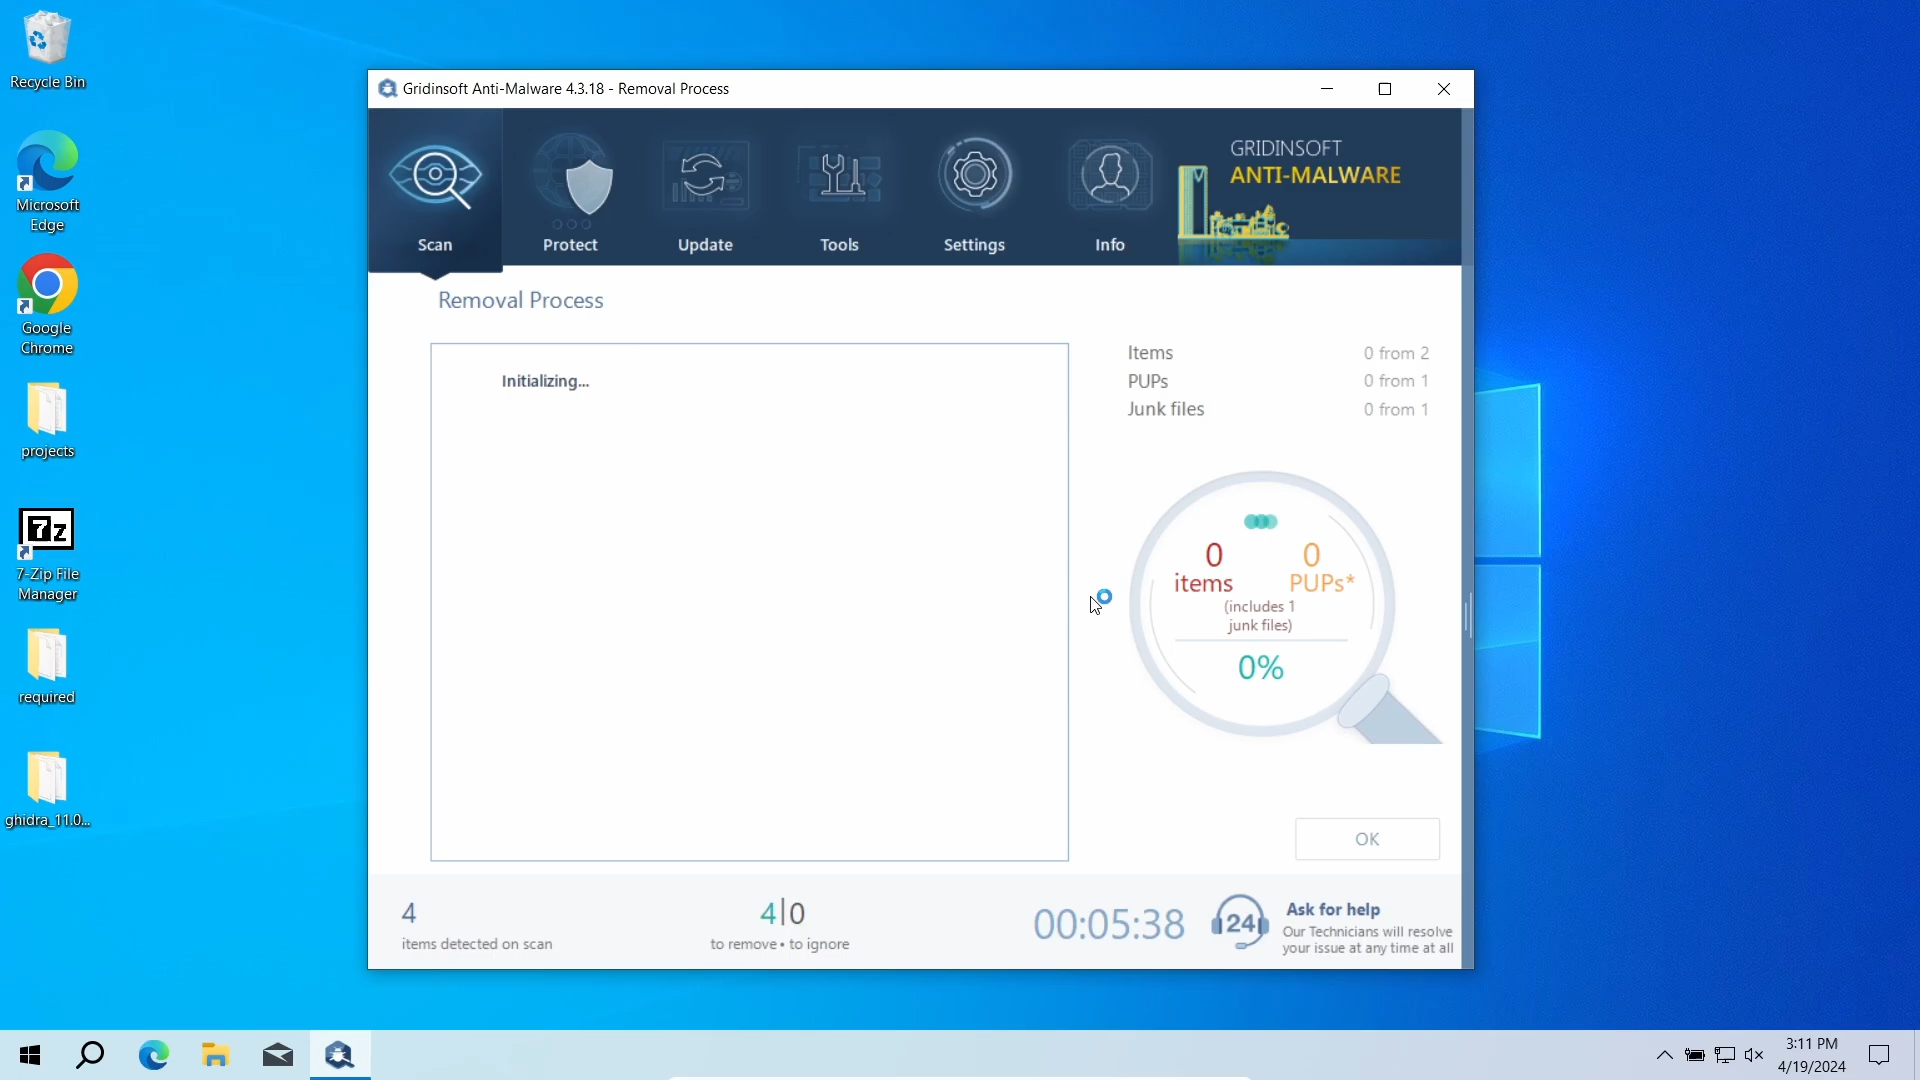 Recycle Bin
Microsoft
Edge
Google
Chrome
projects
7z
7-Zip File
Manager
required
ghidra_11.0...
Gridinsoft Anti-Malware 4.3.18 - Removal Process
Scan
Protect
Update
Tools
Settings
Info
GRIDINSOFT
ANTI-MALWARE
Removal Process
Initializing...
Items 0 from 2
PUPs 0 from 1
Junk files 0 from 1
0 0
items PUPs*
(includes 1
junk files)
0%
OK
4
items detected on scan
4|0
to remove • to ignore
00:05:38
24
Ask for help
Our Technicians will resolve
your issue at any time at all
3:11 PM
4/19/2024